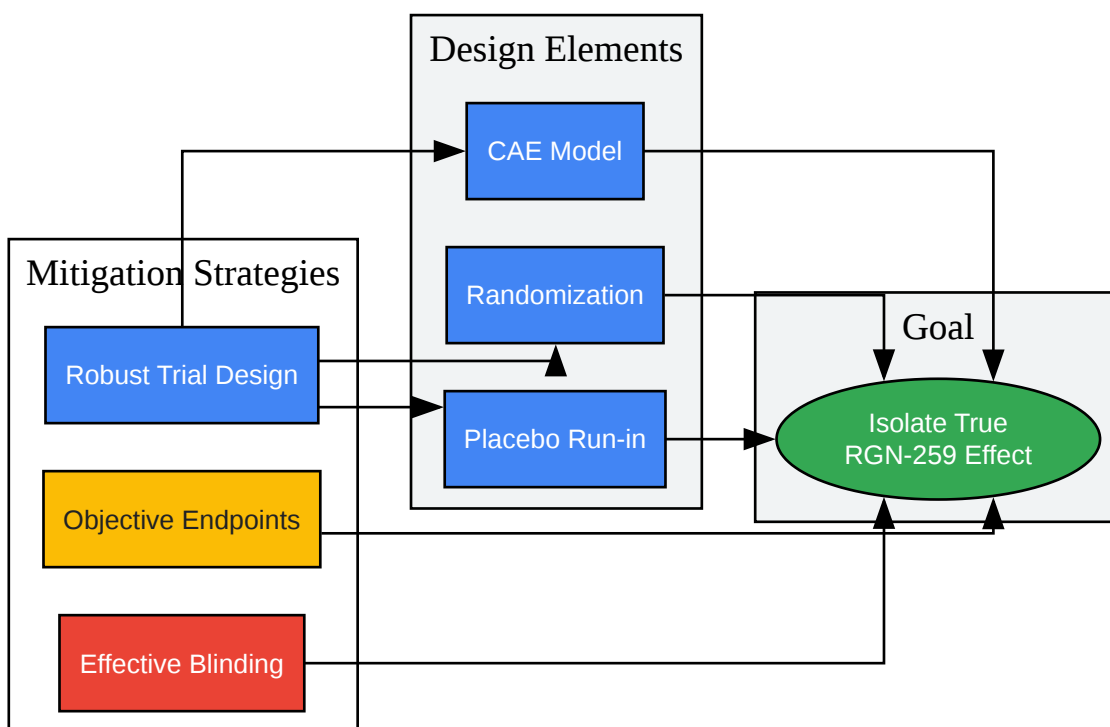 Design Elements
CAE Model
Randomization
Placebo Run-in
Mitigation Strategies
Robust Trial Design
Objective Endpoints
Effective Blinding
Goal
Isolate True
RGN-259 Effect